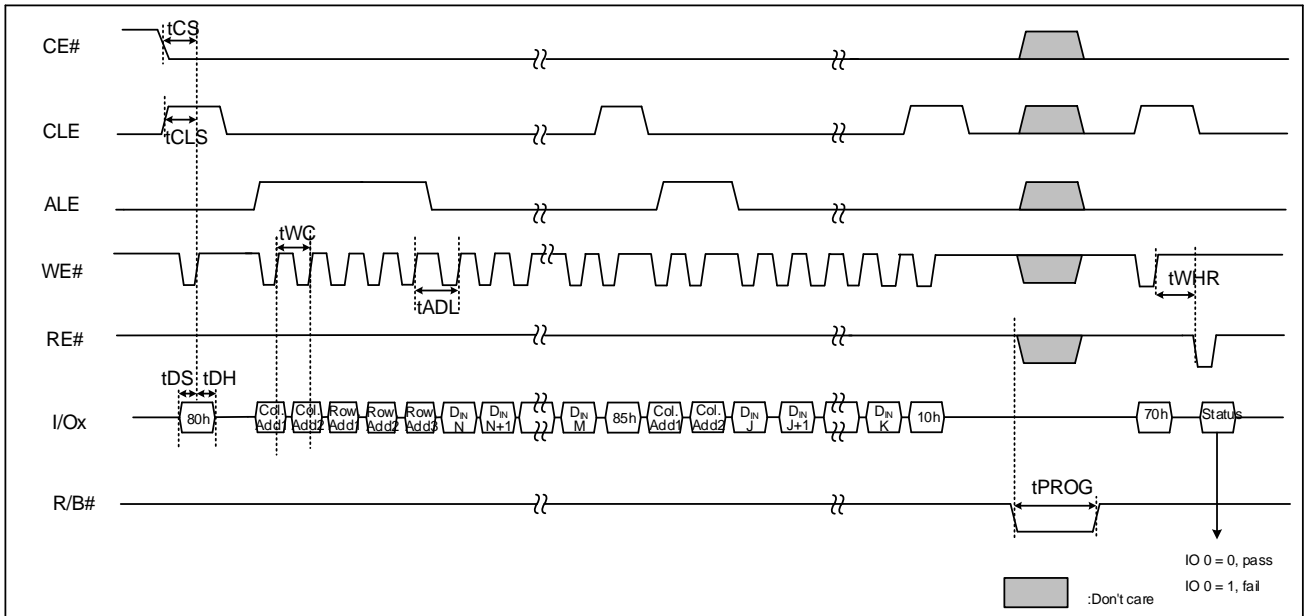 tCS
CE#
CLE
tCLS
ALE
tWC
WE#
tADL
tWHR
RE#
tDS tDH
I/Ox
80h
Col. Add1
Col. Add2
Row Add1
Row Add2
Row Add3
DIN N
DIN N+1
DIN M
85h
Col. Add1
Col. Add2
DIN J
DIN J+1
DIN K
10h
70h
Status
R/B#
tPROG
IO 0 = 0, pass
IO 0 = 1, fail
:Don't care